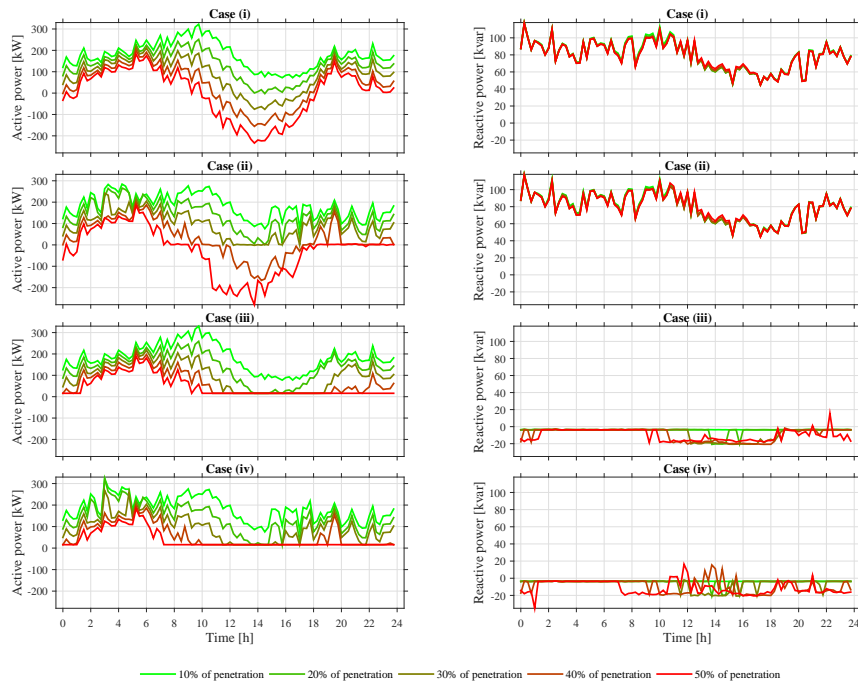 Case (i)
300
200
100
0
-100
-200
Active power [kW]
Case (i)
100
80
60
40
20
0
-20
Reactive power [kvar]
Case (ii)
300
200
100
0
-100
-200
Active power [kW]
Case (ii)
100
80
60
40
20
0
-20
Reactive power [kvar]
Case (iii)
300
200
100
0
-100
-200
Active power [kW]
Case (iii)
100
80
60
40
20
0
-20
Reactive power [kvar]
Case (iv)
300
200
100
0
-100
-200
Active power [kW]
0 2 4 6 8 10 12 14 16 18 20 22 24
Time [h]
Case (iv)
100
80
60
40
20
0
-20
Reactive power [kvar]
0 2 4 6 8 10 12 14 16 18 20 22 24
Time [h]
10% of penetration 20% of penetration 30% of penetration 40% of penetration 50% of penetration